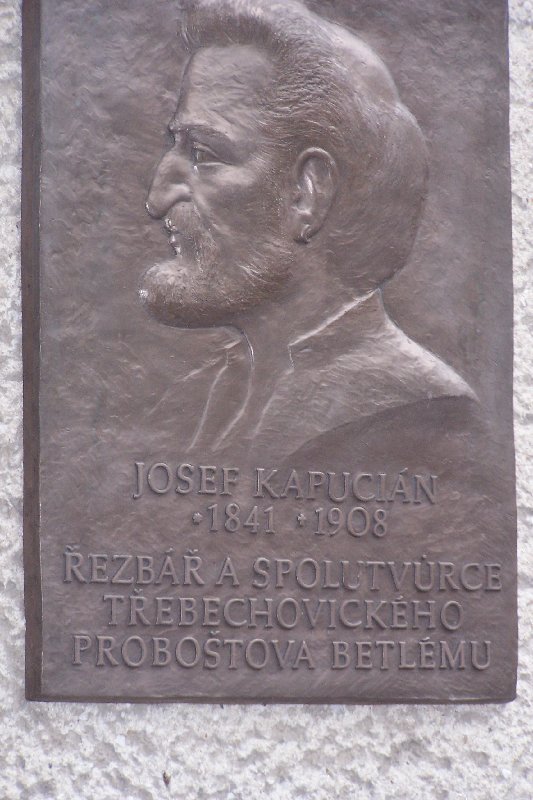 JOSEF KAPUCIÁN
*1841 +1908
ŘEZBÁŘ A SPOLUTVŮRCE
TŘEBECHOVICKÉHO
PROBOŠTOVA BETLÉMU